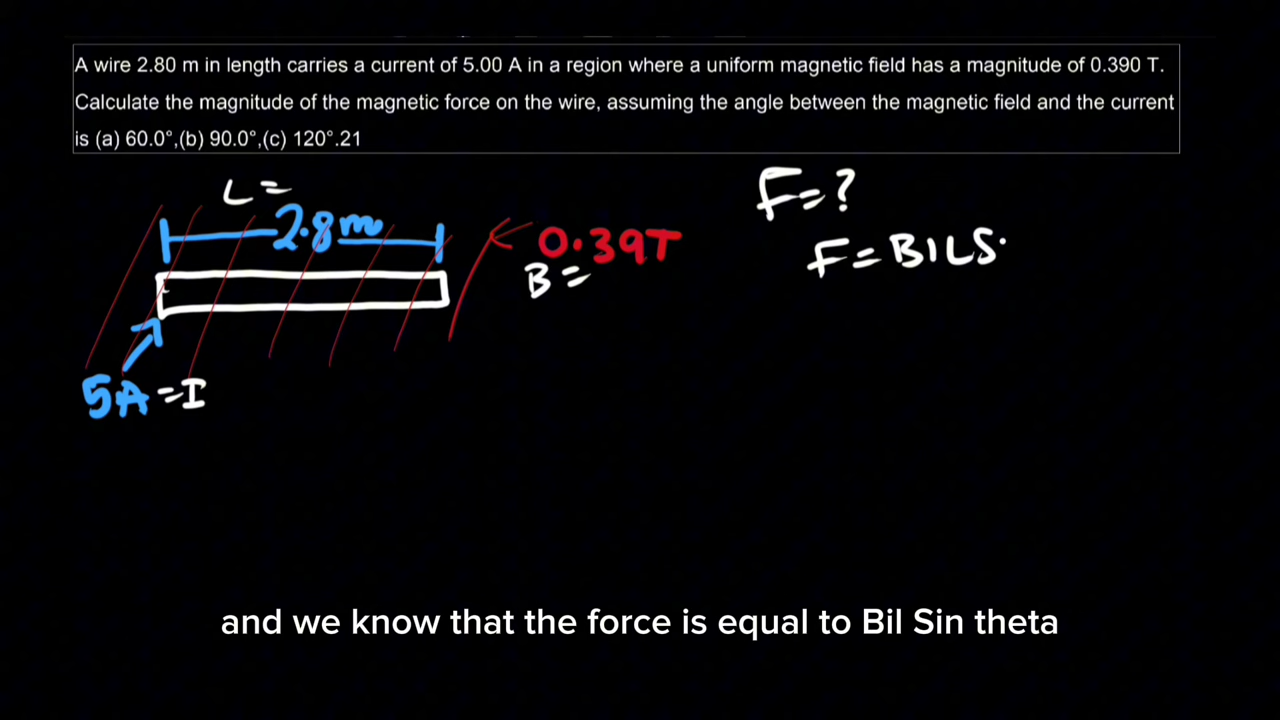 A wire 2.80 m in length carries a current of 5.00 A in a region where a uniform magnetic field has a magnitude of 0.390 T.
Calculate the magnitude of the magnetic force on the wire, assuming the angle between the magnetic field and the current
is (a) 60.0°,(b) 90.0°,(c) 120°.21
L =
2.8m
0.39T
B =
5A = I
F = ?
F = BILS
and we know that the force is equal to Bil Sin theta